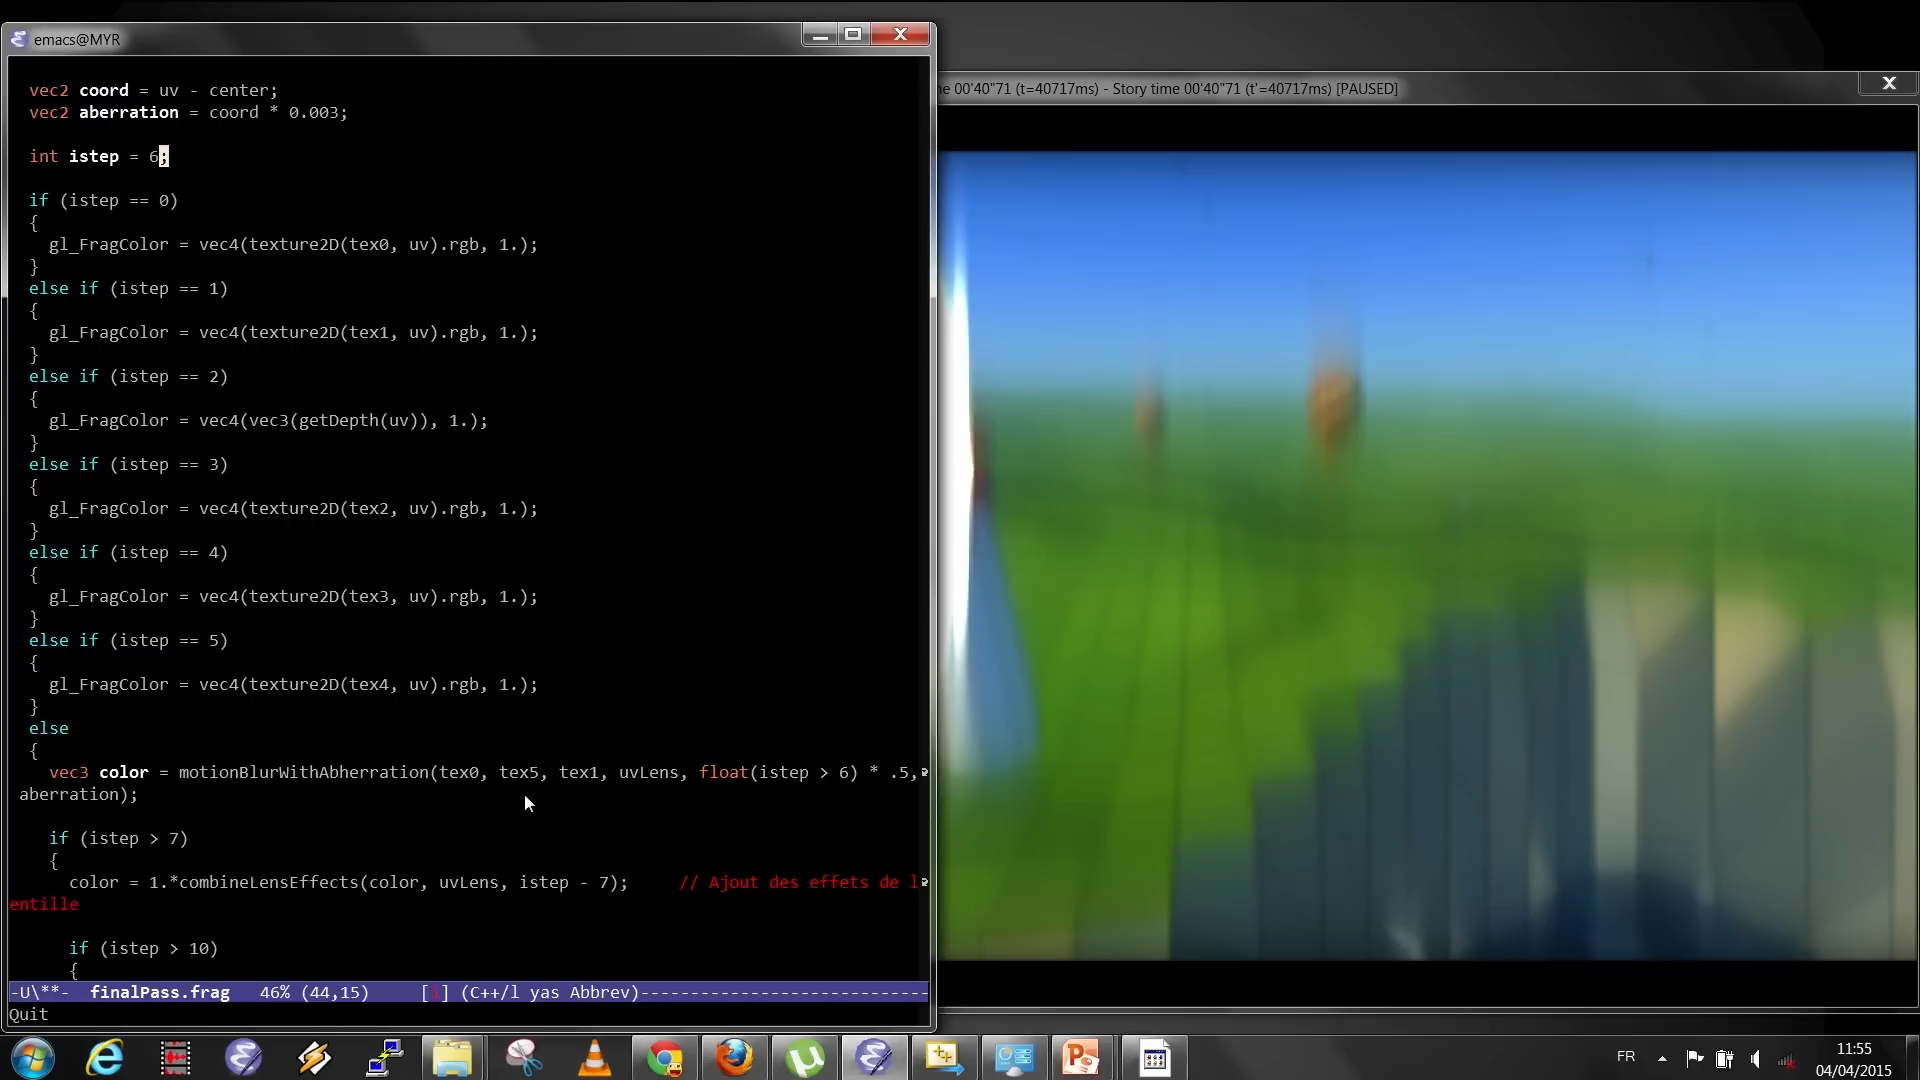 emacs@MYR
vec2 coord = uv - center;
vec2 aberration = coord * 0.003;
int istep = 6;
if (istep == 0)
{
gl_FragColor = vec4(texture2D(tex0, uv).rgb, 1.);
}
else if (istep == 1)
{
gl_FragColor = vec4(texture2D(tex1, uv).rgb, 1.);
}
else if (istep == 2)
{
gl_FragColor = vec4(vec3(getDepth(uv)), 1.);
}
else if (istep == 3)
{
gl_FragColor = vec4(texture2D(tex2, uv).rgb, 1.);
}
else if (istep == 4)
{
gl_FragColor = vec4(texture2D(tex3, uv).rgb, 1.);
}
else if (istep == 5)
{
gl_FragColor = vec4(texture2D(tex4, uv).rgb, 1.);
}
else
{
vec3 color = motionBlurWithAbherration(tex0, tex5, tex1, uvLens, float(istep > 6) * .5,
aberration);
if (istep > 7)
{
color = 1.*combineLensEffects(color, uvLens, istep - 7); // Ajout des effets de l
entille
if (istep > 10)
{
-U\**- finalPass.frag 46% (44,15) [ ] (C++/l yas Abbrev)------------------------------
Quit
00'40"71 (t=40717ms) - Story time 00'40"71 (t'=40717ms) [PAUSED]
FR
11:55
04/04/2015